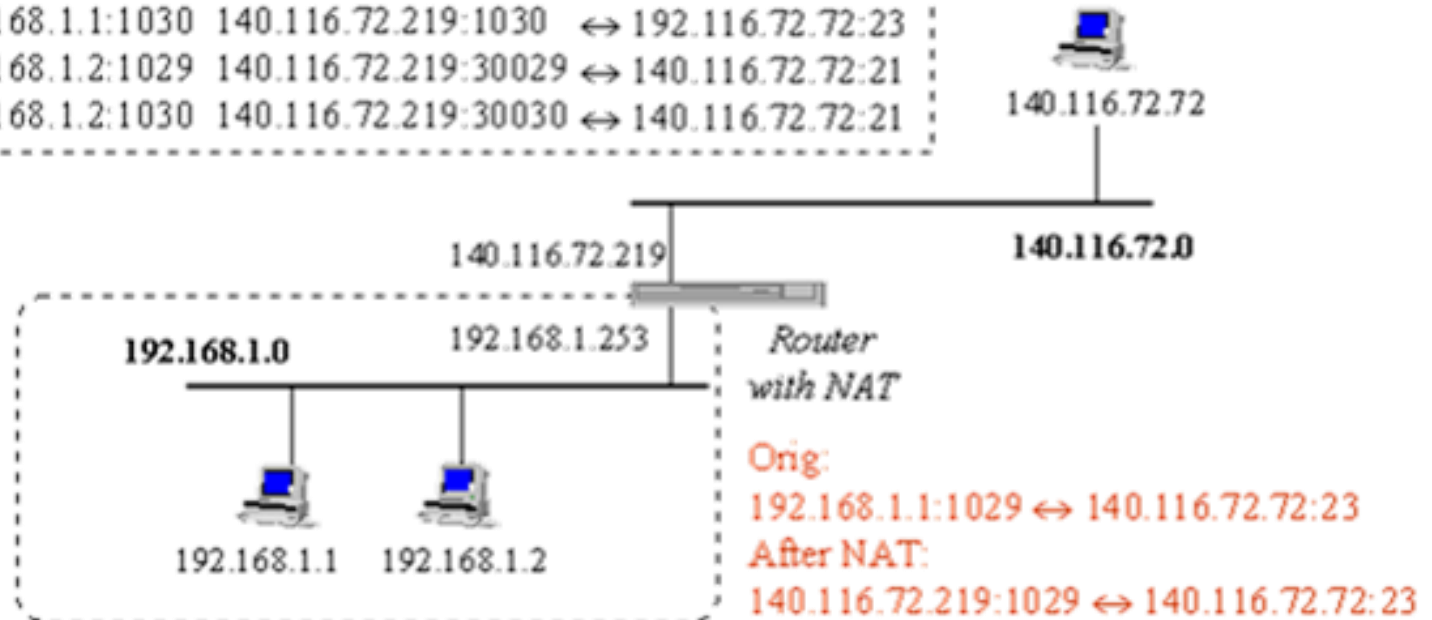 68.1.1:1030 140.116.72.219:1030 ↔ 192.116.72.72:23
68.1.2:1029 140.116.72.219:30029 ↔ 140.116.72.72:21
68.1.2:1030 140.116.72.219:30030 ↔ 140.116.72.72:21
140.116.72.72
140.116.72.219
140.116.72.0
192.168.1.0
192.168.1.253
Router
with NAT
192.168.1.1
192.168.1.2
Orig:
192.168.1.1:1029 ↔ 140.116.72.72:23
After NAT:
140.116.72.219:1029 ↔ 140.116.72.72:23